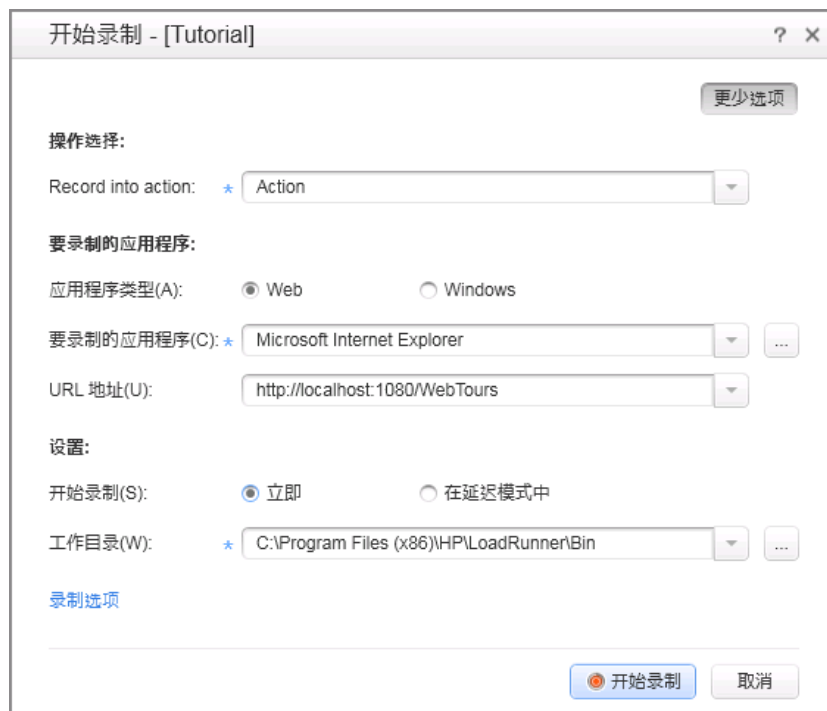 开始录制 - [Tutorial] ? ×
更少选项
操作选择:
Record into action: * Action
要录制的应用程序:
应用程序类型(A): Web Windows
要录制的应用程序(C): * Microsoft Internet Explorer ...
URL 地址(U): http://localhost:1080/WebTours
设置:
开始录制(S): 立即 在延迟模式中
工作目录(W): * C:\Program Files (x86)\HP\LoadRunner\Bin ...
录制选项
开始录制 取消